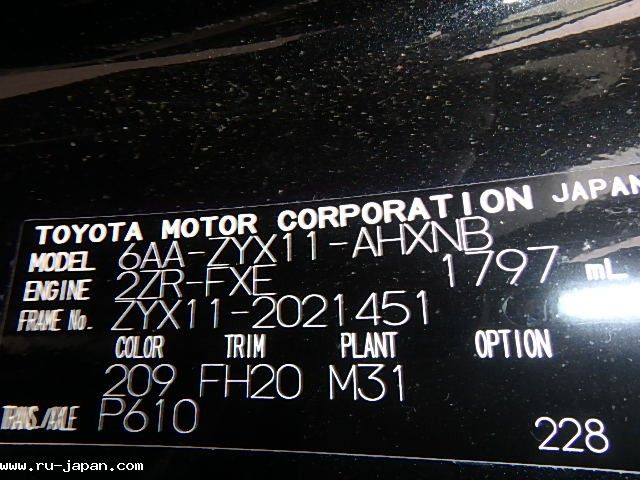 TOYOTA MOTOR CORPORATION JAPAN
MODEL 6AA-ZYX11-AHXNB
ENGINE 2ZR-FXE 1797 mL
FRAME No. ZYX11-2021451
COLOR TRIM PLANT OPTION
209 FH20 M31
TRANS./AXLE P610
228
www.ru-japan.com